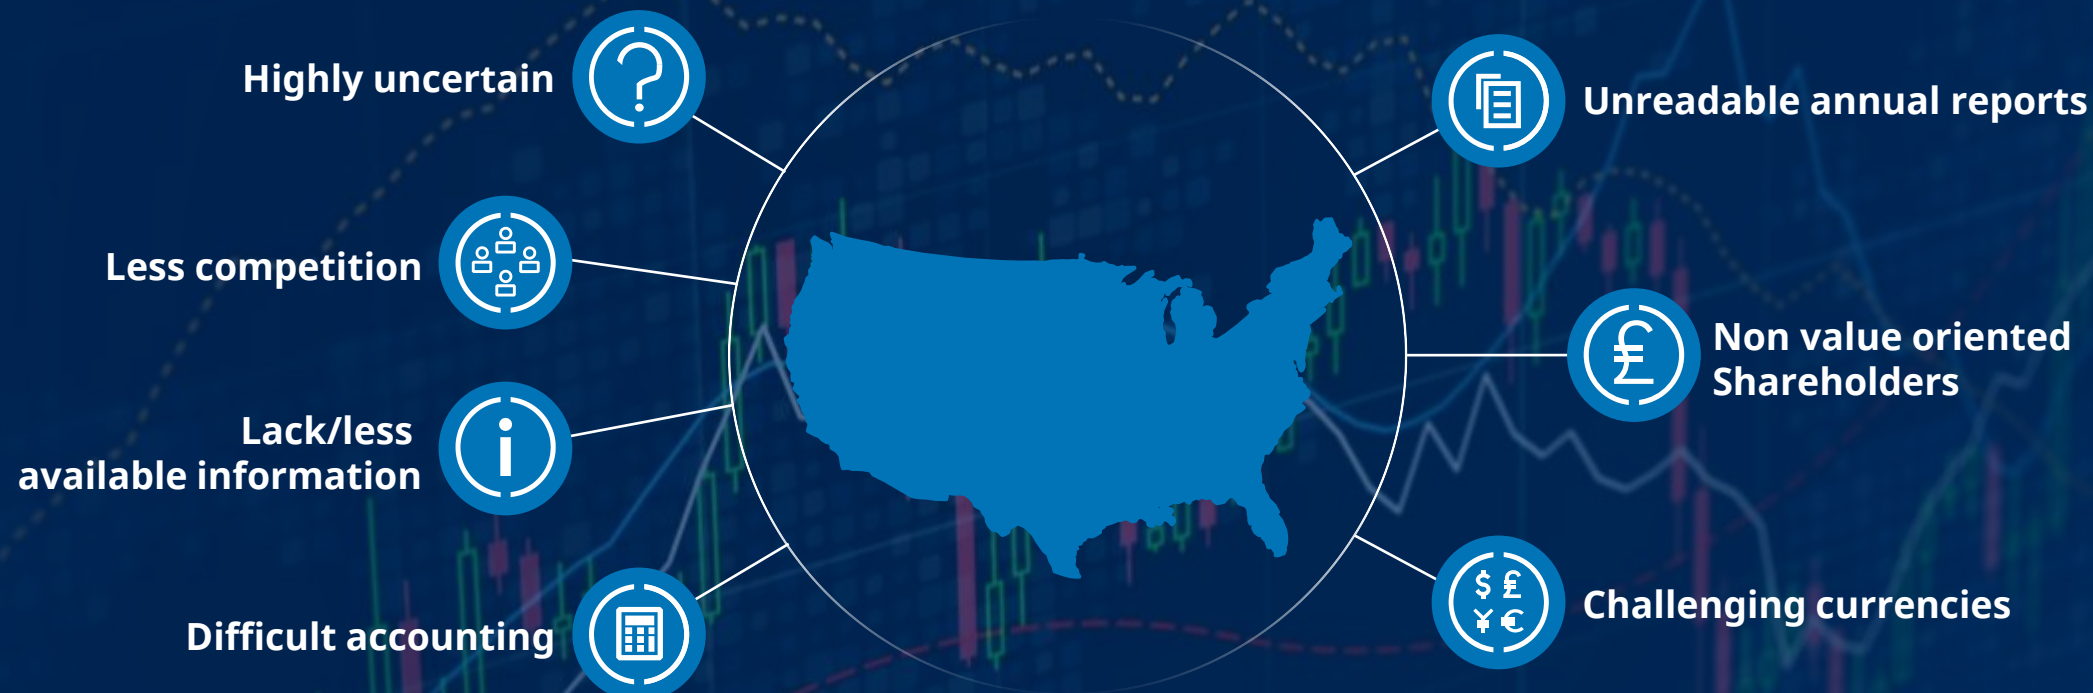 Highly uncertain
Less competition
Lack/less
available information
Difficult accounting
Unreadable annual reports
Non value oriented
Shareholders
Challenging currencies